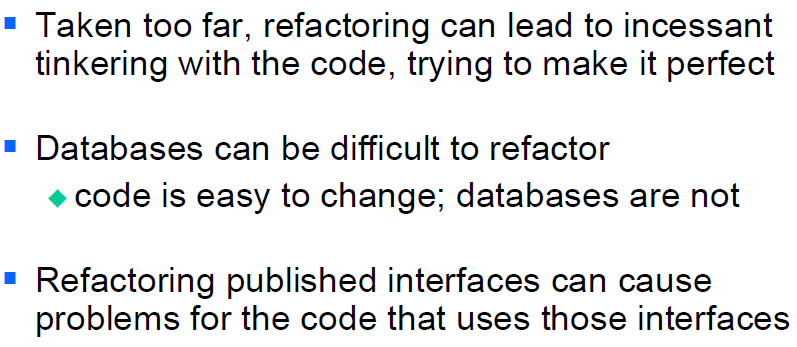 Taken too far, refactoring can lead to incessant
tinkering with the code, trying to make it perfect
Databases can be difficult to refactor
code is easy to change; databases are not
Refactoring published interfaces can cause
problems for the code that uses those interfaces